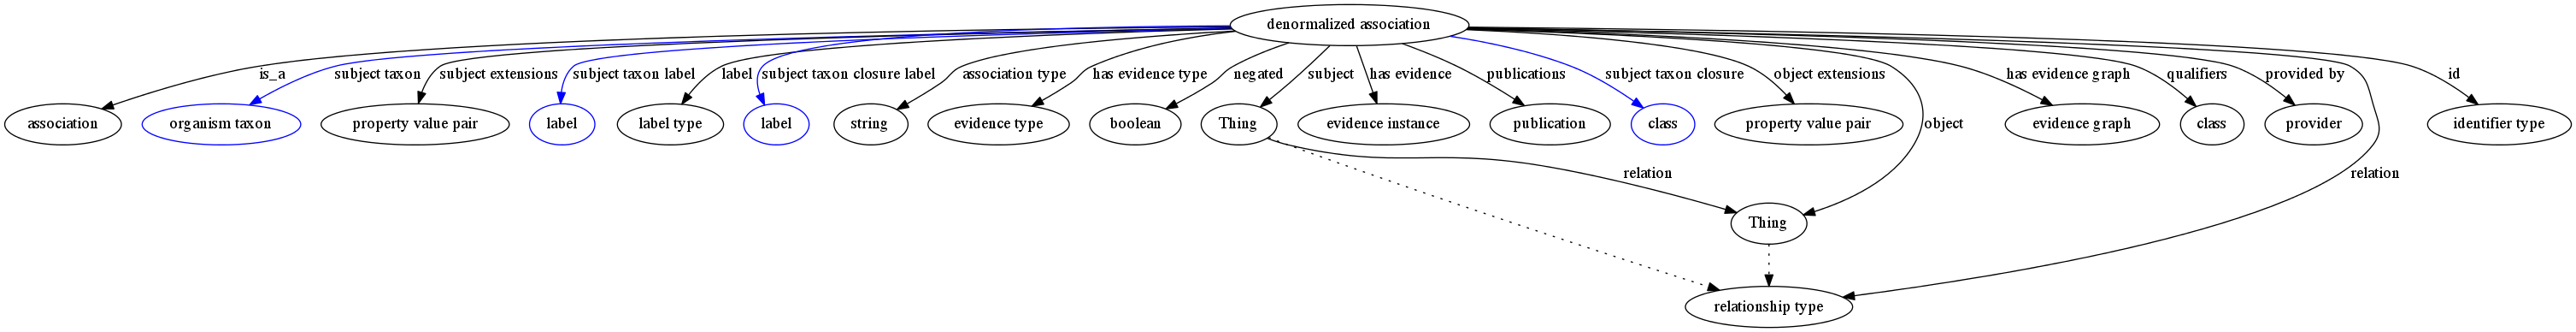 denormalized association
is_a
subject taxon
subject extensions
subject taxon label
label
subject taxon closure label
association type
has evidence type
negated
subject
has evidence
publications
subject taxon closure
object extensions
has evidence graph
qualifiers
provided by
id
association
organism taxon
property value pair
label
label type
label
string
evidence type
boolean
Thing
evidence instance
publication
class
property value pair
object
evidence graph
class
provider
identifier type
relation
relation
Thing
relationship type